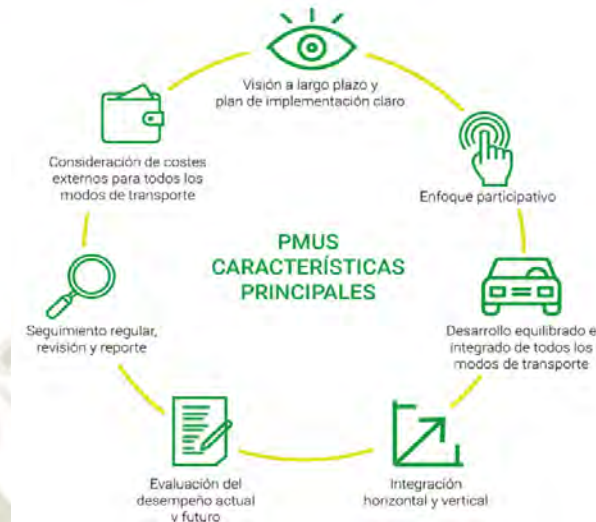 Visión a largo plazo y
plan de implementación claro
Enfoque participativo
Desarrollo equilibrado e
integrado de todos los
modos de transporte
Integración
horizontal y vertical
Evaluación del
desempeño actual
y futuro
Seguimiento regular,
revisión y reporte
Consideración de costes
externos para todos los
modos de transporte
PMUS
CARACTERÍSTICAS
PRINCIPALES